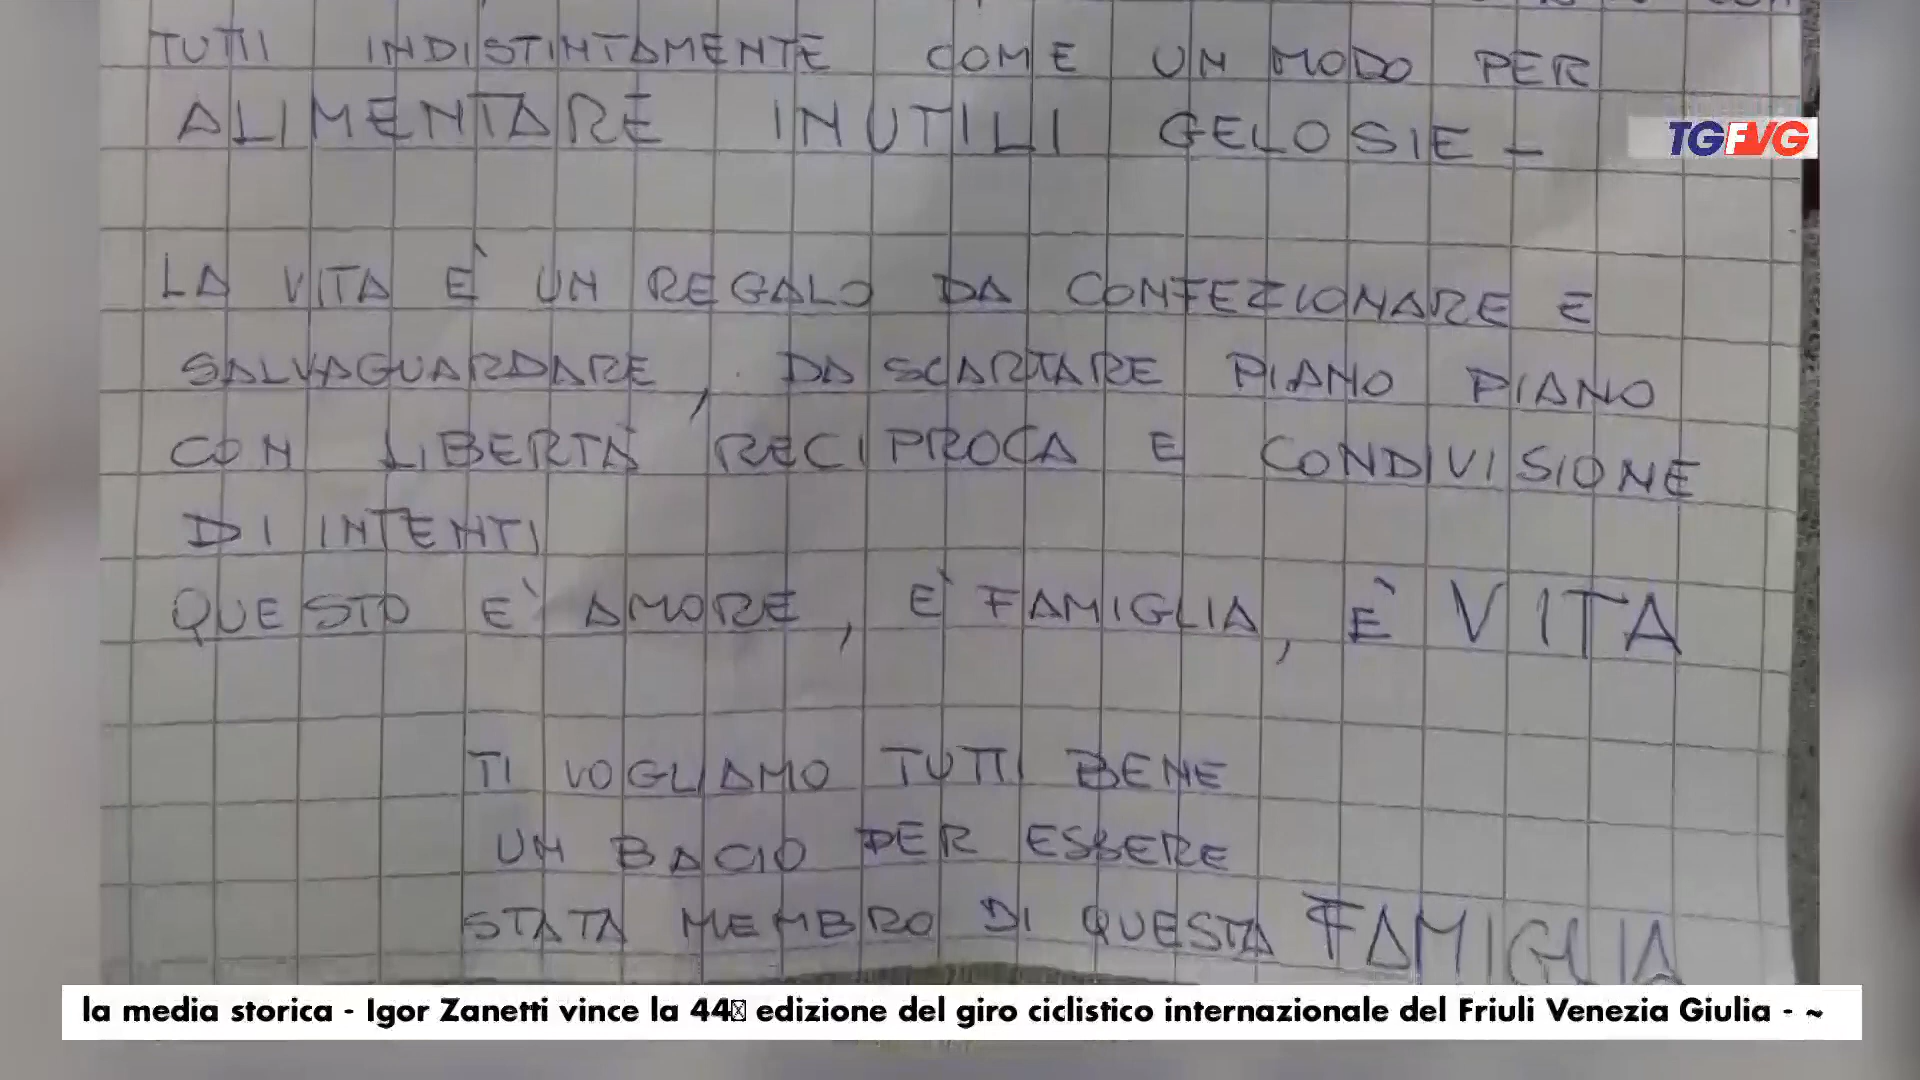 TUTTI INDISTINTAMENTE COME UN MODO PER
ALIMENTARE INUTILI GELOSIE -
TGFVG
LA VITA E' UN REGALO DA CONFEZIONARE E
SALVAGUARDARE, DA SCARTARE PIANO PIANO
CON LIBERTA' RECIPROCA E CONDIVISIONE
DI INTENTI
QUESTO E' AMORE, E' FAMIGLIA, È VITA
TI VOGLIAMO TUTTI BENE
UN BACIO PER ESSERE
STATA MEMBRO DI QUESTA FAMIGLIA
la media storica - Igor Zanetti vince la 44 edizione del giro ciclistico internazionale del Friuli Venezia Giulia - ~